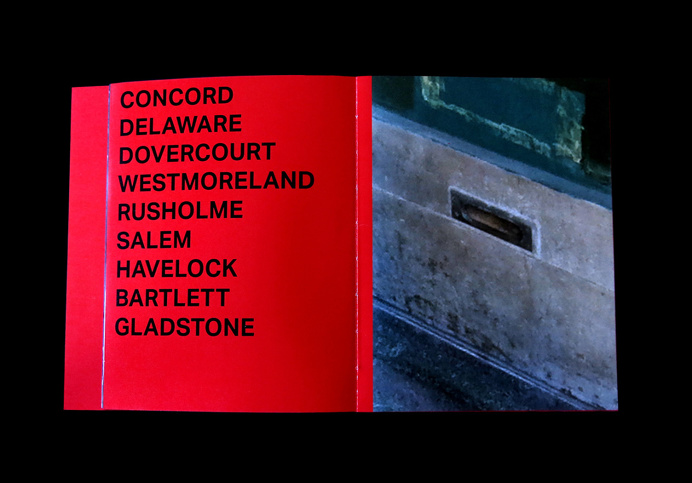 CONCORD
DELAWARE
DOVERCOURT
WESTMORELAND
RUSHOLME
SALEM
HAVELOCK
BARTLETT
GLADSTONE